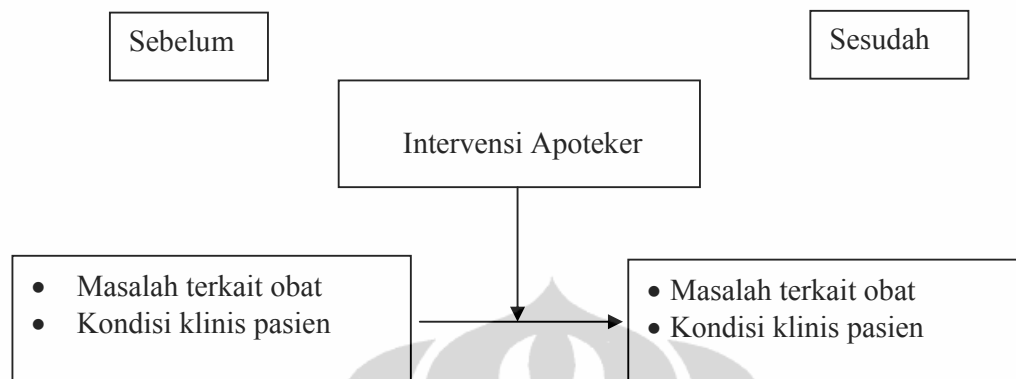 Sebelum
Sesudah
Intervensi Apoteker
• Masalah terkait obat
• Kondisi klinis pasien
• Masalah terkait obat
• Kondisi klinis pasien